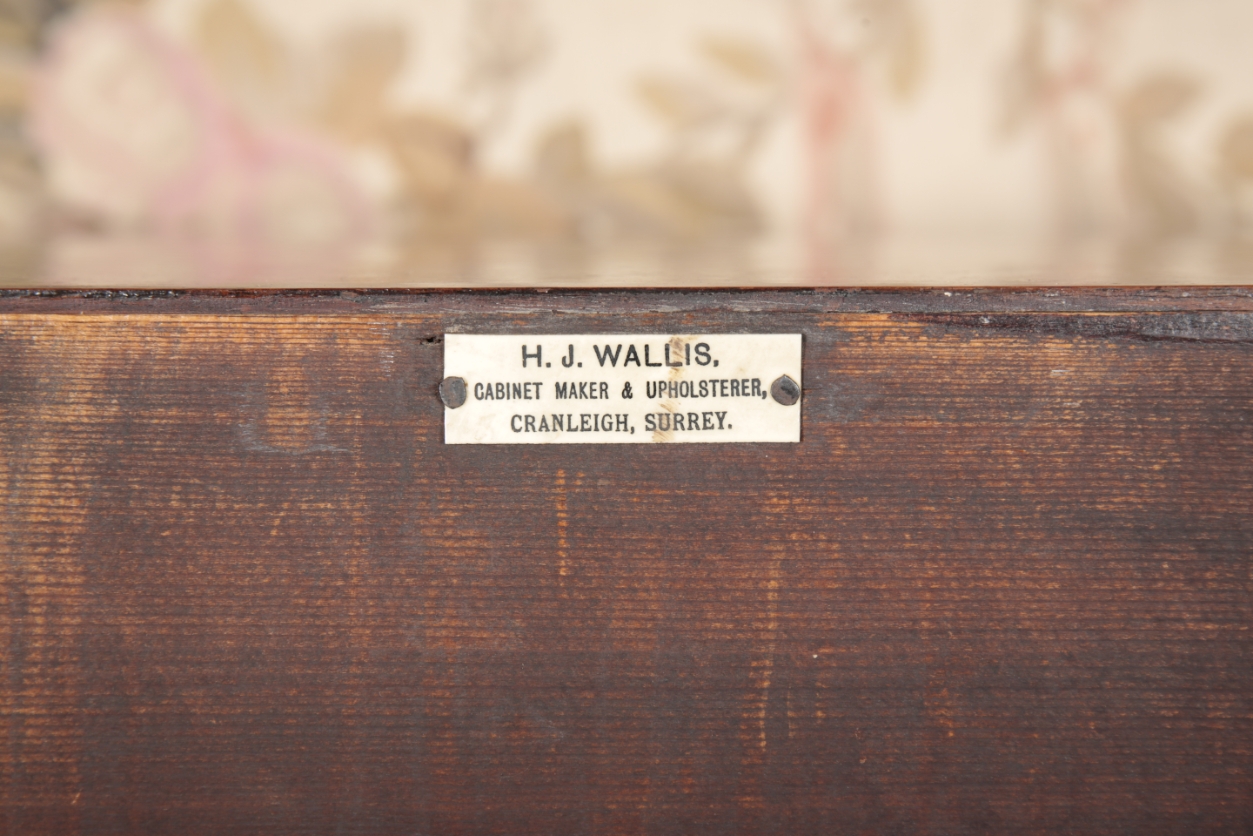 H. J. WALLIS,
CABINET MAKER & UPHOLSTERER,
CRANLEIGH, SURREY.